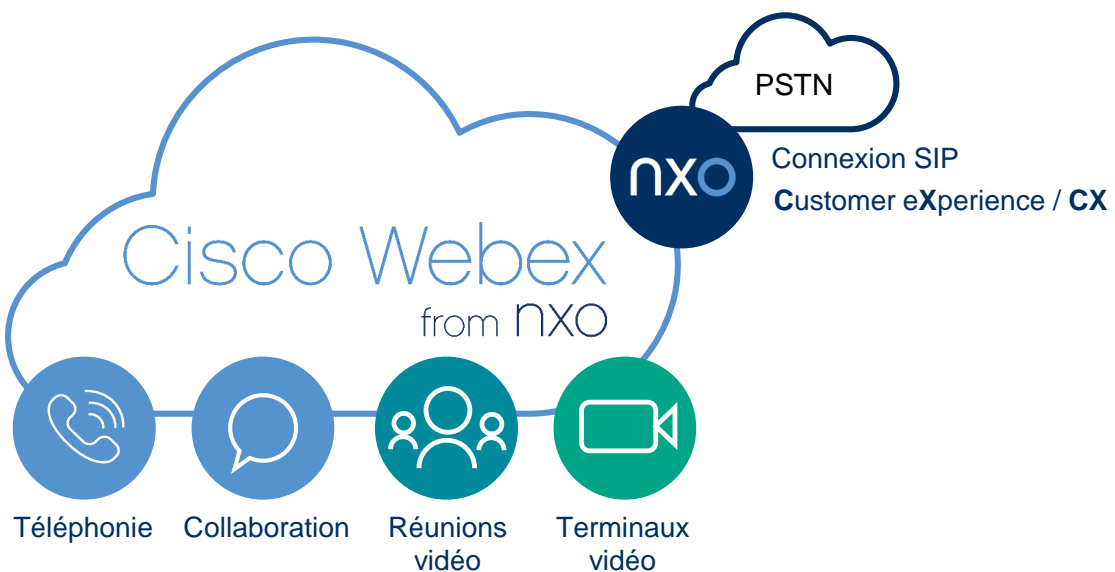 PSTN
nxo
Connexion SIP
Customer eXperience / CX
Cisco Webex
from nxo
Téléphonie
Collaboration
Réunions
vidéo
Terminaux
vidéo